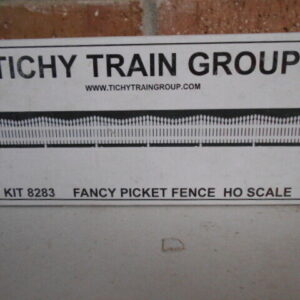 TICHY TRAIN GROUP
WWW.TICHYTRAINGROUP.COM
KIT 8283 FANCY PICKET FENCE HO SCALE